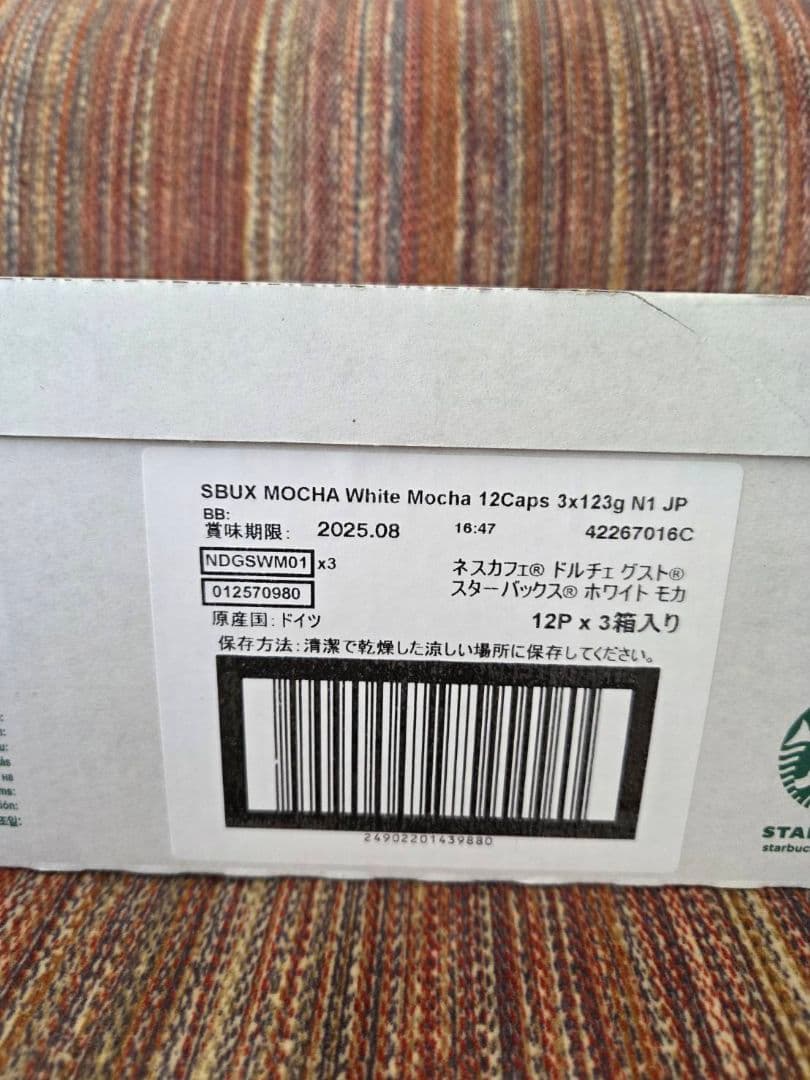 SBUX MOCHA White Mocha 12Caps 3x123g N1 JP
BB:
賞味期限: 2025.08 16:47 42267016C
NDGSWM01 x3
012570980
ネスカフェ® ドルチェ グスト®
スターバックス® ホワイト モカ
原産国:ドイツ
12P x 3箱入り
保存方法:清潔で乾燥した涼しい場所に保存してください。
24902201439880
STA
starbuc